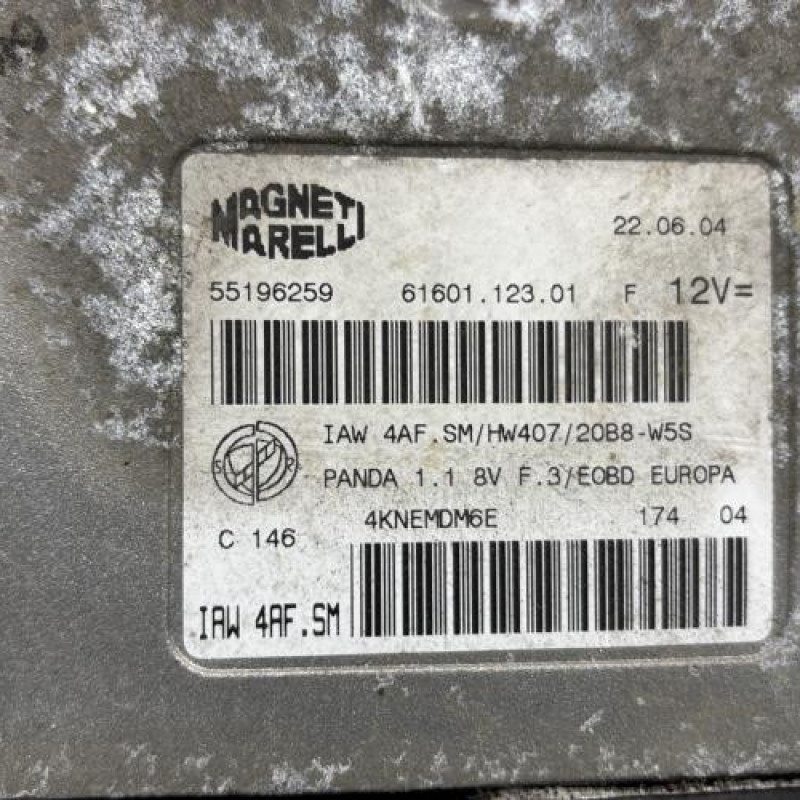 MAGNETI
MARELLI
22.06.04
55196259 61601.123.01 F 12V=
IAW 4AF.SM/HW407/20B8-W5S
PANDA 1.1 8V F.3/EOBD EUROPA
4KNEMDM6E 174 04
C 146
IAW 4AF.SM